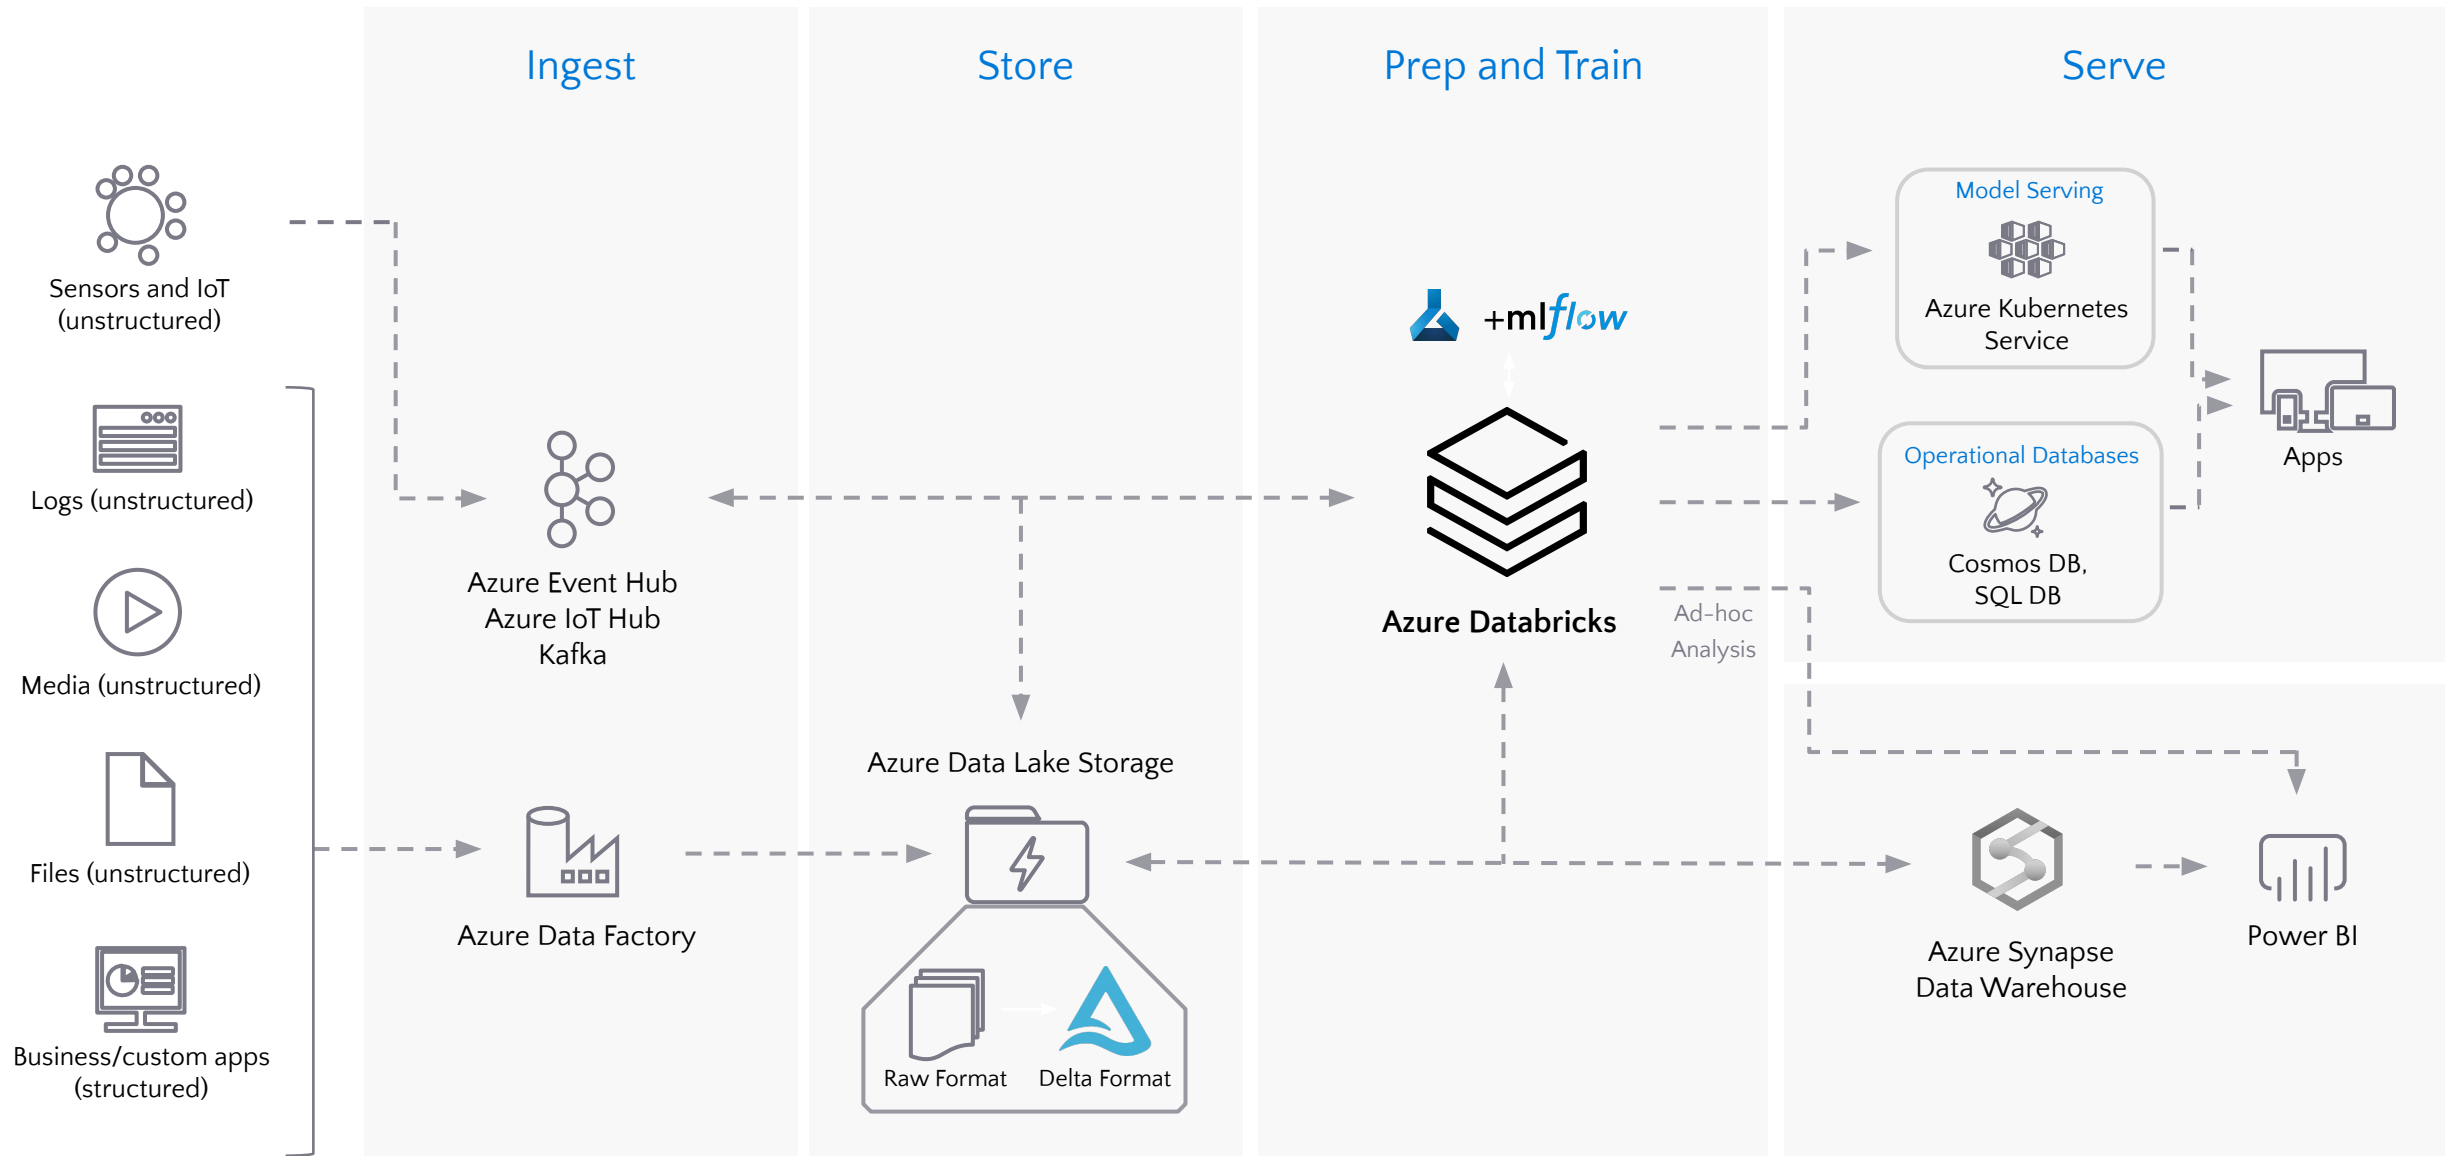 Ingest
Store
Prep and Train
Serve
Sensors and IoT
(unstructured)
Logs (unstructured)
Media (unstructured)
Files (unstructured)
Business/custom apps
(structured)
Azure Event Hub
Azure IoT Hub
Kafka
Azure Data Factory
Azure Data Lake Storage
Raw Format
Delta Format
+mlflow
Azure Databricks
Ad-hoc
Analysis
Model Serving
Azure Kubernetes
Service
Operational Databases
Cosmos DB,
SQL DB
Apps
Azure Synapse
Data Warehouse
Power BI